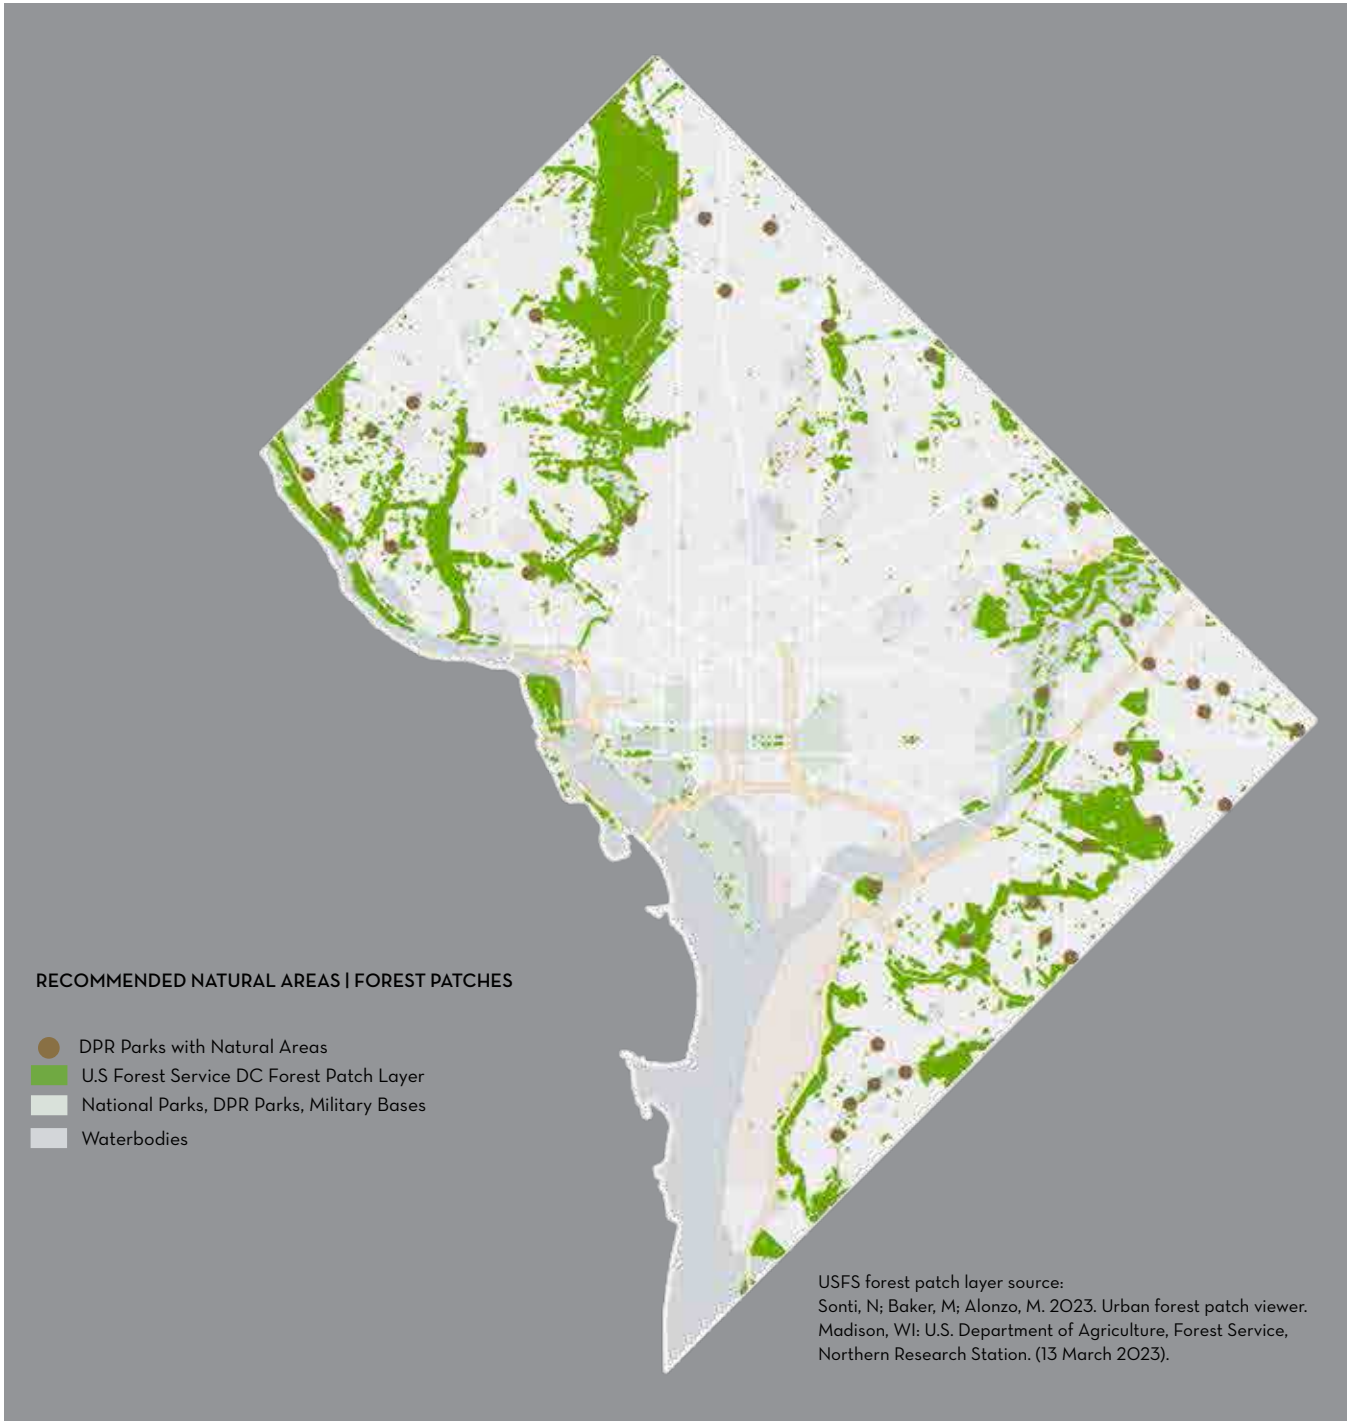 RECOMMENDED NATURAL AREAS | FOREST PATCHES
DPR Parks with Natural Areas
U.S Forest Service DC Forest Patch Layer
National Parks, DPR Parks, Military Bases
Waterbodies
USFS forest patch layer source:
Sonti, N; Baker, M; Alonzo, M. 2023. Urban forest patch viewer.
Madison, WI: U.S. Department of Agriculture, Forest Service,
Northern Research Station. (13 March 2023).